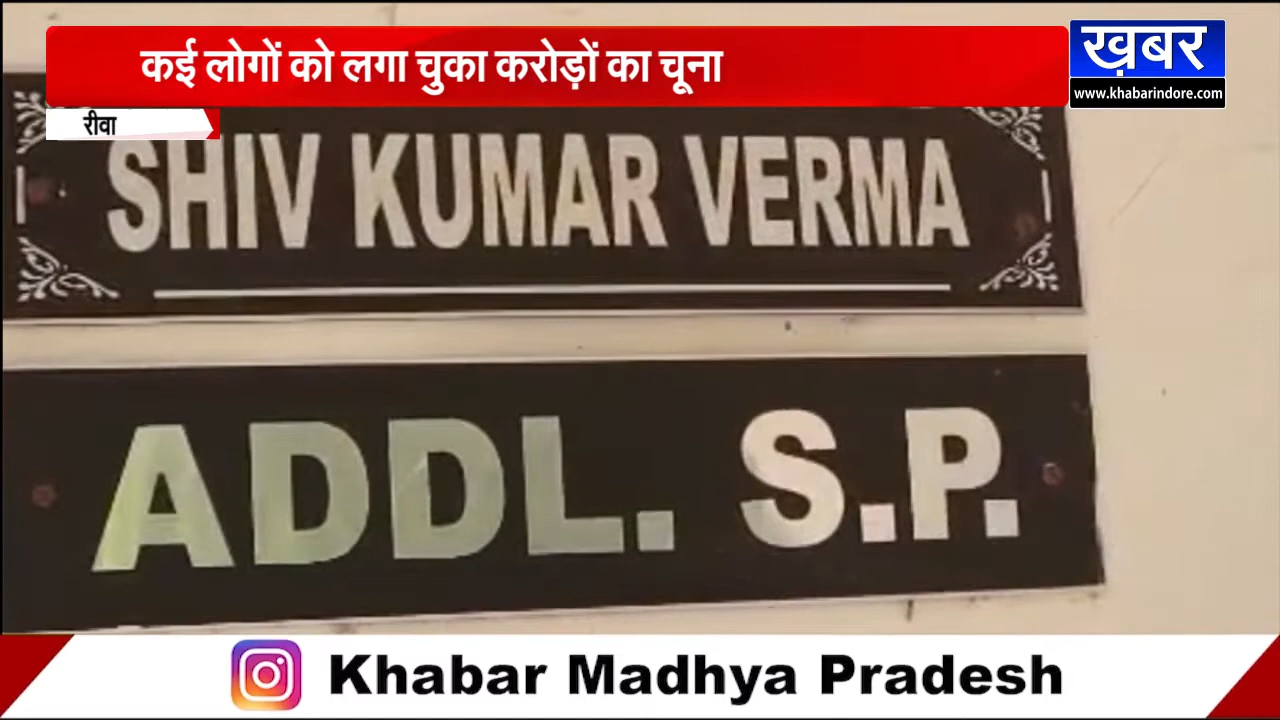 कई लोगों को लगा चुका करोड़ों का चूना
ख़बर
www.khabarindore.com
रीवा
SHIV KUMAR VERMA
ADDL. S.P.
Khabar Madhya Pradesh